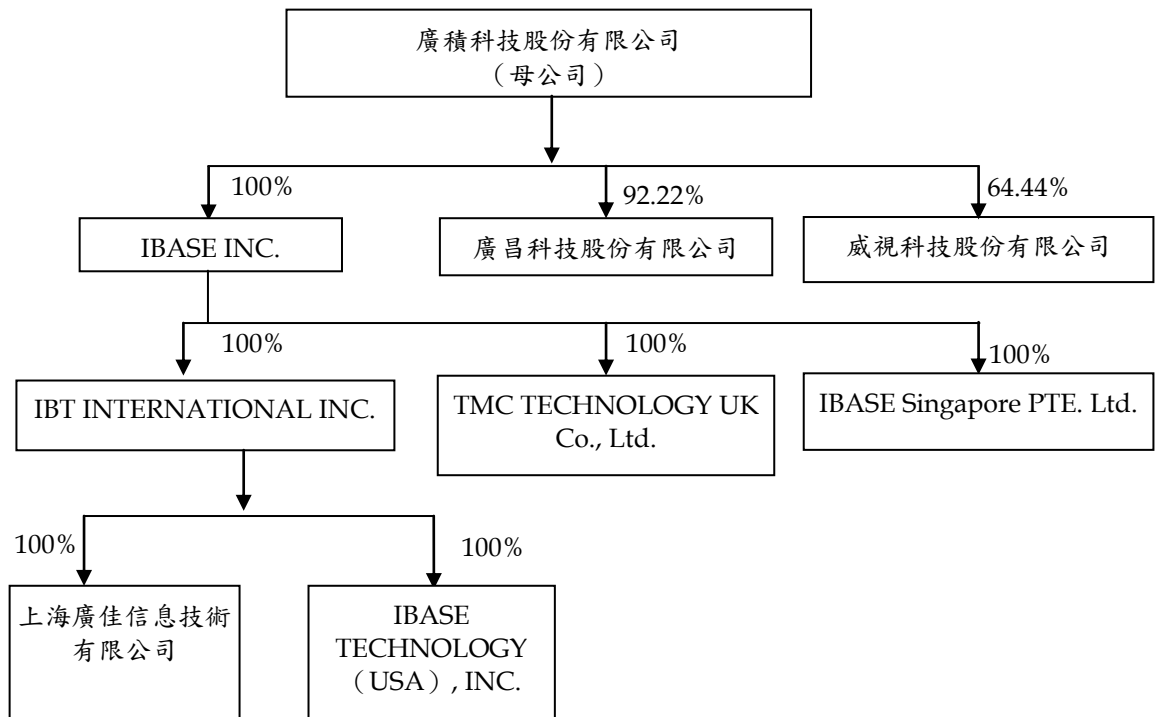 廣積科技股份有限公司
（母公司）
100%
92.22%
64.44%
IBASE INC.
廣昌科技股份有限公司
威視科技股份有限公司
100%
100%
100%
IBT INTERNATIONAL INC.
TMC TECHNOLOGY UK
Co., Ltd.
IBASE Singapore PTE. Ltd.
100%
100%
上海廣佳信息技術
有限公司
IBASE
TECHNOLOGY
（USA）, INC.